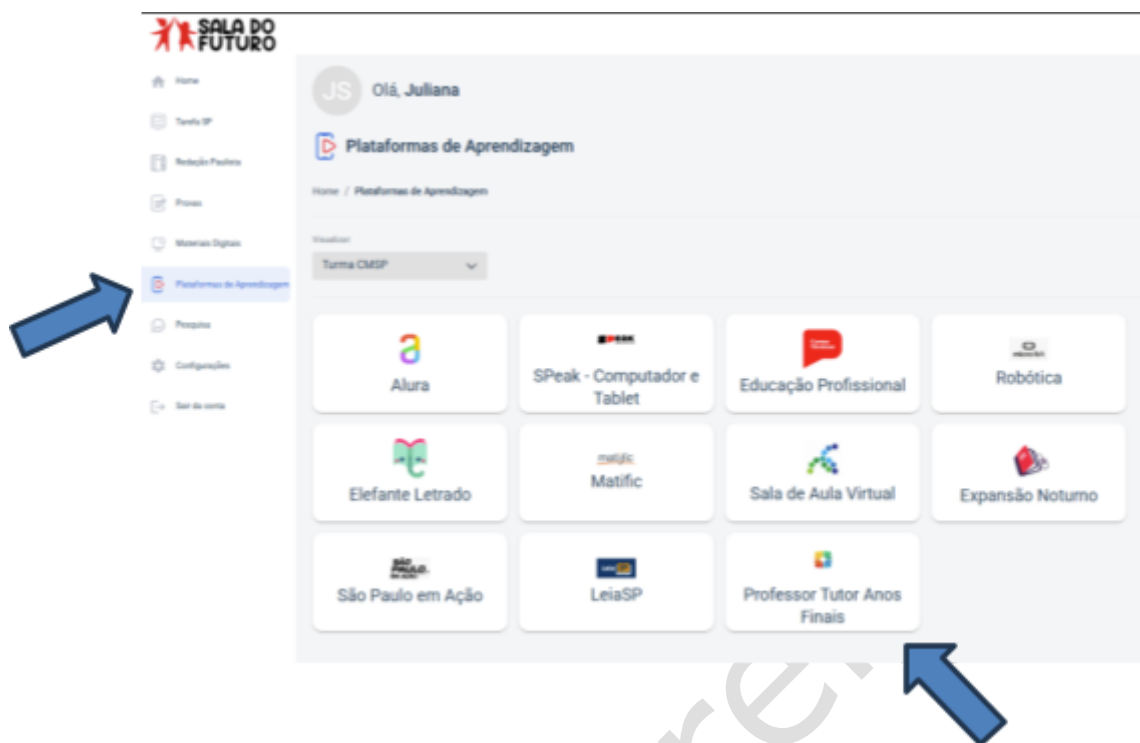 SALA DO
FUTURO
Home
Tarefa SP
Redação Paulista
Provas
Materiais Digitais
Plataformas de Aprendizagem
Pesquisa
Configurações
Sair da conta
JS
Olá, Juliana
Plataformas de Aprendizagem
Home / Plataformas de Aprendizagem
Visualizar:
Turma CMSP
a
Alura
SPEAK
SPeak - Computador e
Tablet
Educação Profissional
Robótica
Elefante Letrado
matific
Matific
Sala de Aula Virtual
Expansão Noturno
SÃO
PAULO
São Paulo em Ação
LeiaSP
Professor Tutor Anos
Finais